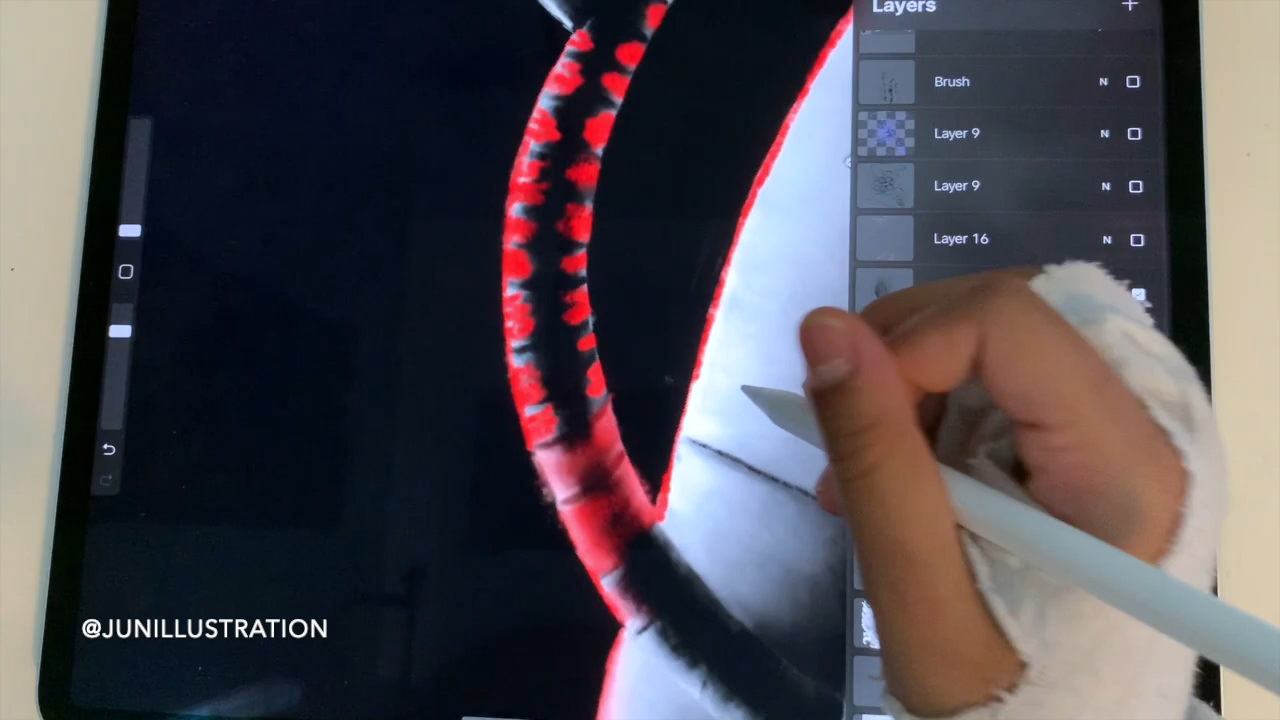 Layers
Brush N
Layer 9 N
Layer 9 N
Layer 16 N
@JUNILLUSTRATION